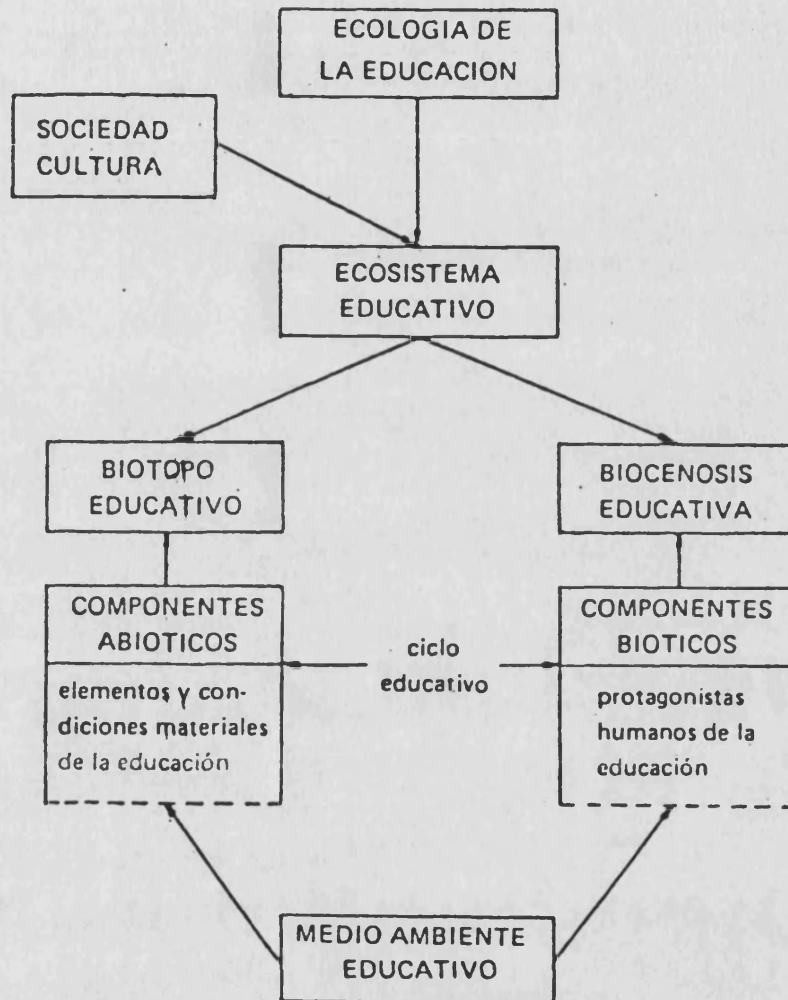 ECOLOGIA DE
LA EDUCACION
SOCIEDAD
CULTURA
ECOSISTEMA
EDUCATIVO
BIOTOPO
EDUCATIVO
BIOCENOSIS
EDUCATIVA
COMPONENTES
ABIOTICOS
elementos y con-
diciones materiales
de la educación
ciclo
educativo
COMPONENTES
BIOTICOS
protagonistas
humanos de la
educación
MEDIO AMBIENTE
EDUCATIVO